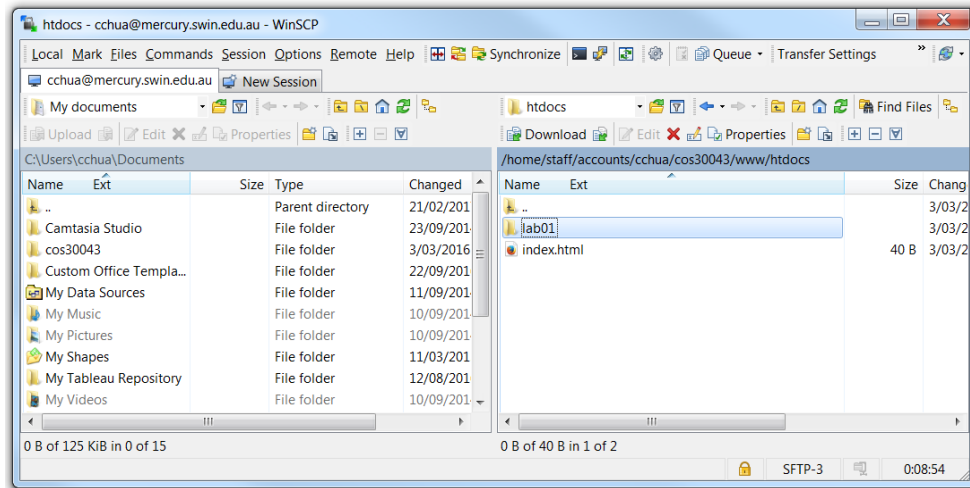 htdocs - cchua@mercury.swin.edu.au - WinSCP
Local Mark Files Commands Session Options Remote Help Synchronize Queue Transfer Settings »
cchua@mercury.swin.edu.au New Session
My documents htdocs Find Files
Upload Edit Properties Download Edit Properties
C:\Users\cchua\Documents /home/staff/accounts/cchua/cos30043/www/htdocs
Name Ext Size Type Changed Name Ext Size Chang
.. Parent directory 21/02/201 .. 3/03/2
Camtasia Studio File folder 23/09/201 lab01 3/03/2
cos30043 File folder 3/03/2016 index.html 40 B 3/03/2
Custom Office Templa... File folder 22/09/201
My Data Sources File folder 11/09/201
My Music File folder 10/09/201
My Pictures File folder 10/09/201
My Shapes File folder 11/03/201
My Tableau Repository File folder 12/08/201
My Videos File folder 10/09/201
0 B of 125 KiB in 0 of 15 0 B of 40 B in 1 of 2
SFTP-3 0:08:54